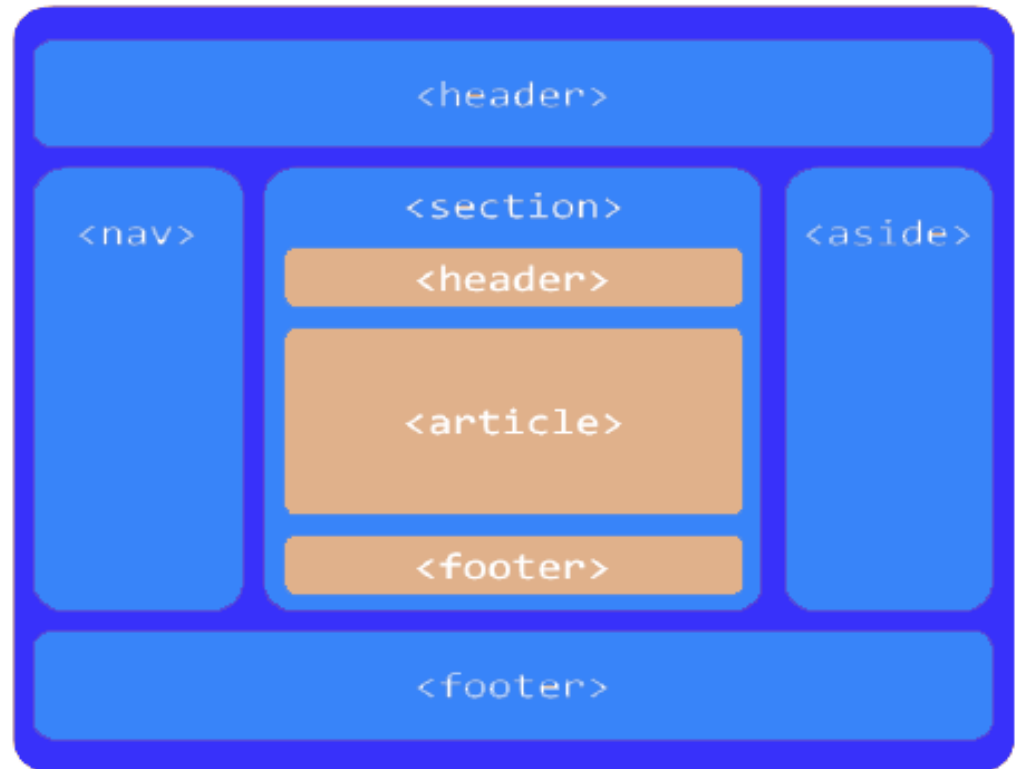 <header>
<nav>
<section>
<header>
<article>
<footer>
<aside>
<footer>